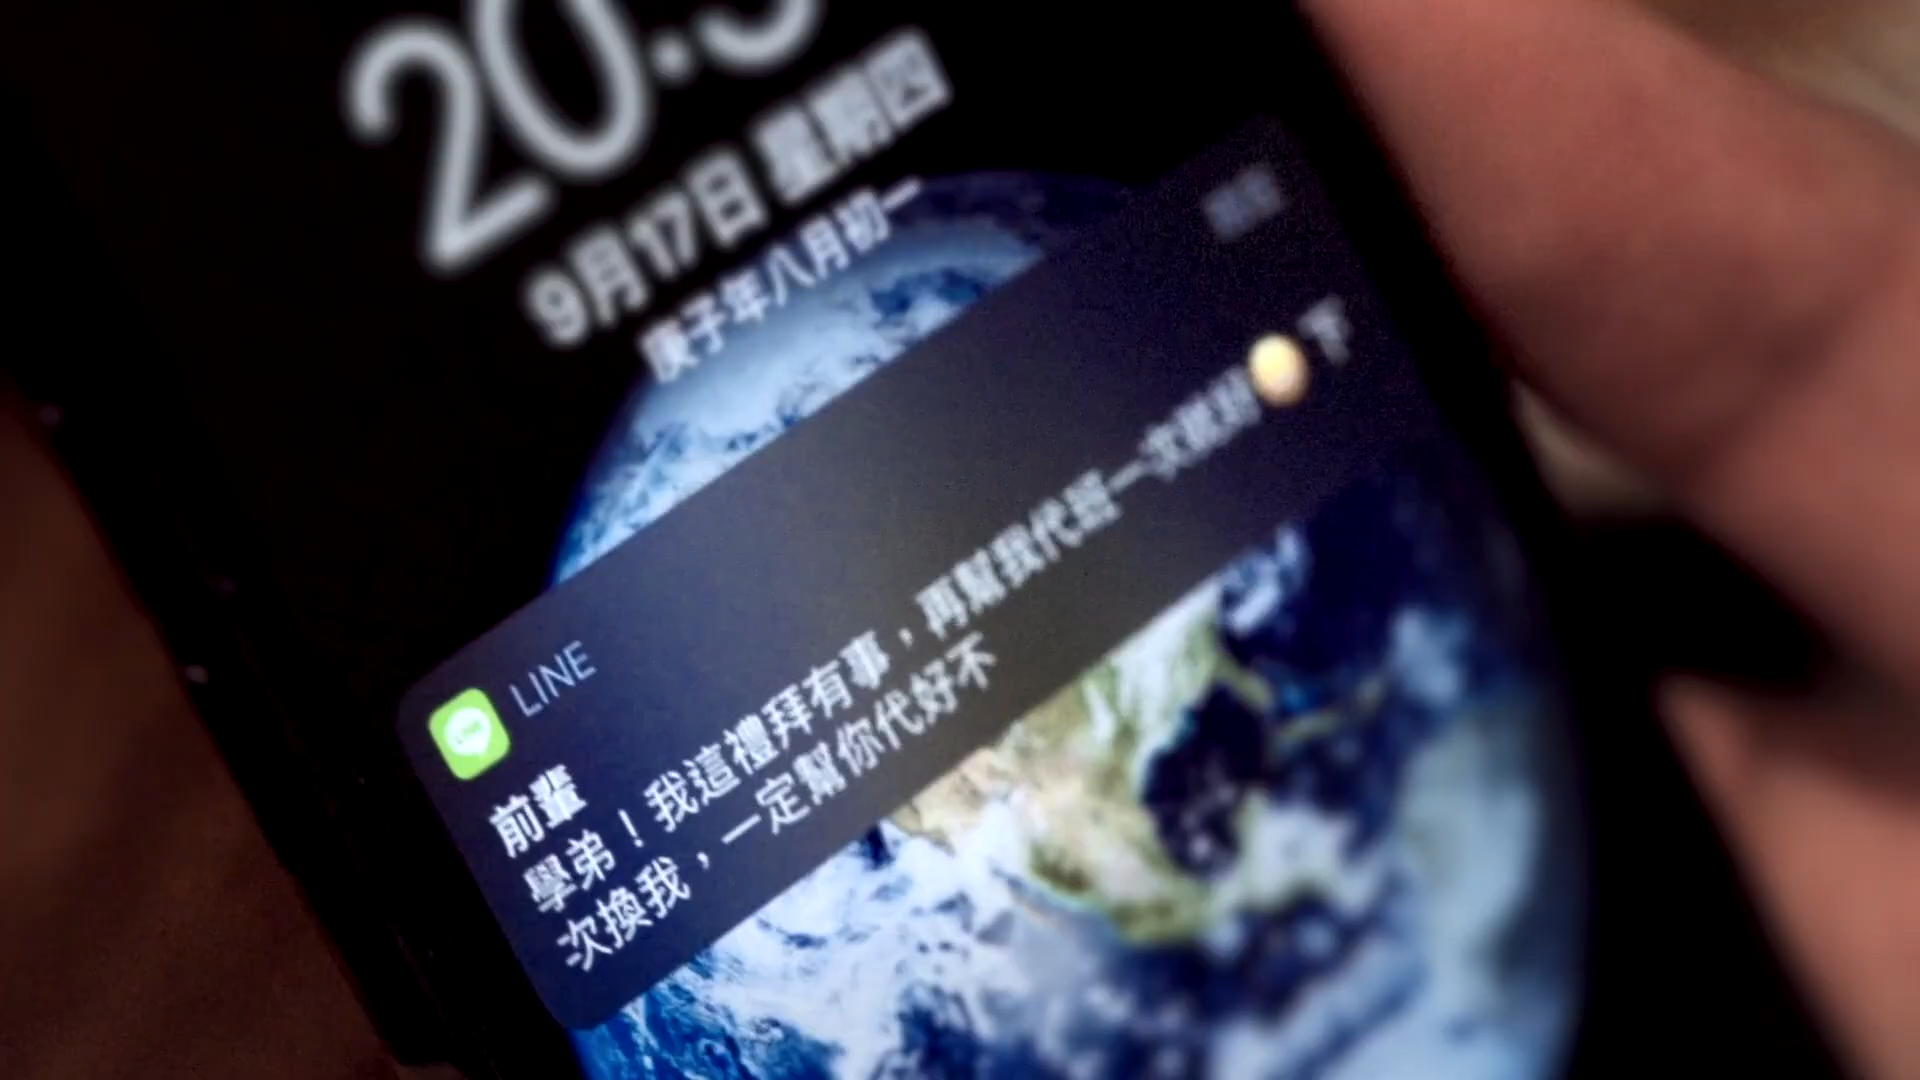 20:
9月17日 星期四
庚子年八月初一
LINE
前輩
學弟！我這禮拜有事，再幫我代班一次 下
次換我，一定幫你代好不